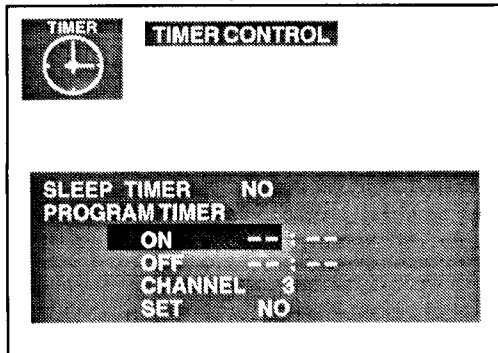 TIMER
TIMER CONTROL
SLEEP TIMER NO
PROGRAM TIMER
ON --:--
OFF --:--
CHANNEL 3
SET NO